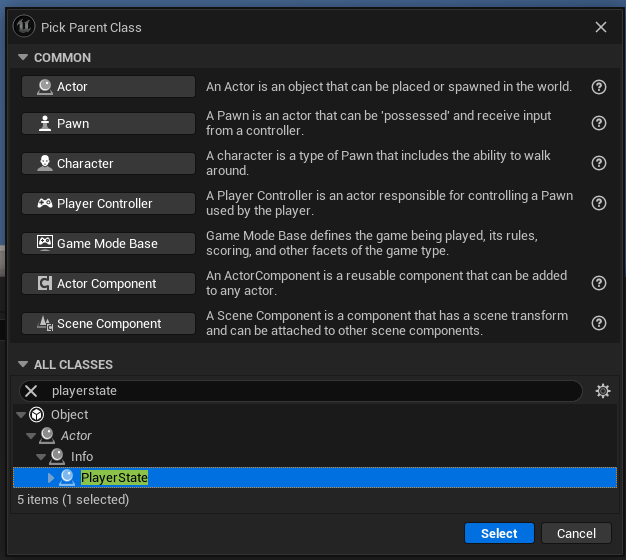 Pick Parent Class
COMMON
Actor
An Actor is an object that can be placed or spawned in the world.
Pawn
A Pawn is an actor that can be 'possessed' and receive input
from a controller.
Character
A character is a type of Pawn that includes the ability to walk
around.
Player Controller
A Player Controller is an actor responsible for controlling a Pawn
used by the player.
Game Mode Base
Game Mode Base defines the game being played, its rules,
scoring, and other facets of the game type.
Actor Component
An ActorComponent is a reusable component that can be added
to any actor.
Scene Component
A Scene Component is a component that has a scene transform
and can be attached to other scene components.
ALL CLASSES
playerstate
Object
Actor
Info
PlayerState
5 items (1 selected)
Select
Cancel